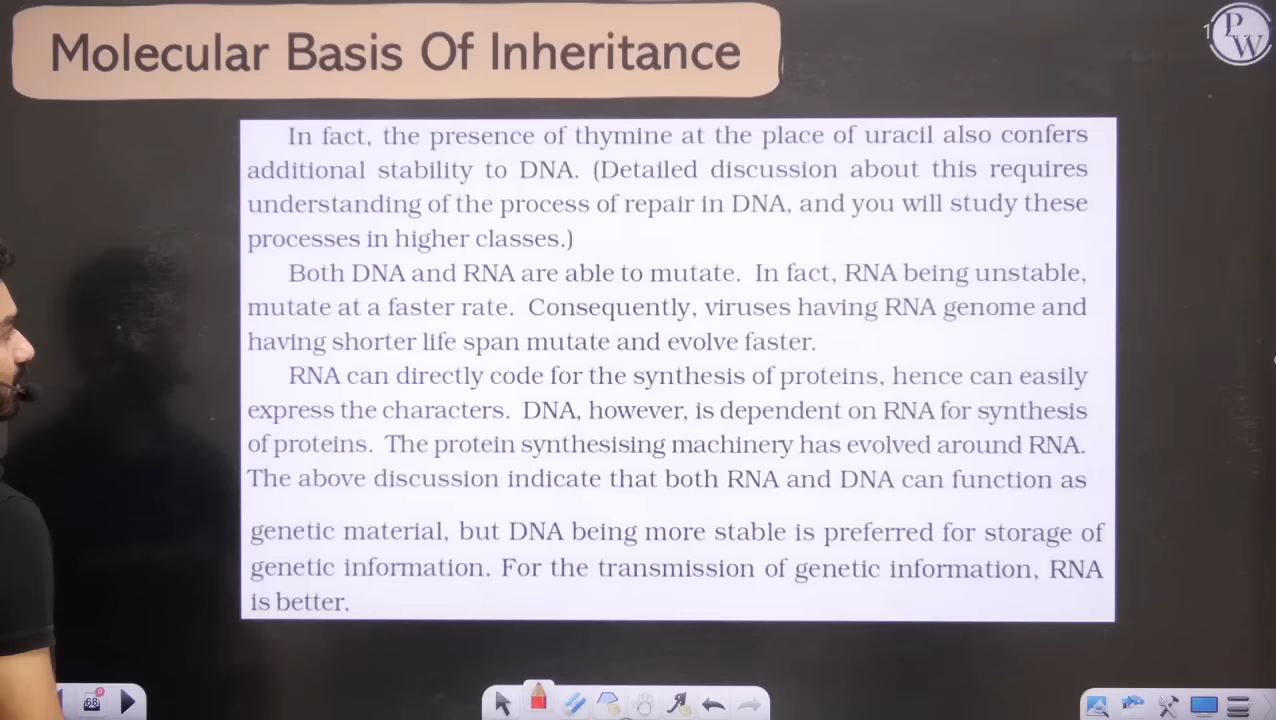 Molecular Basis Of Inheritance
1
PW
In fact, the presence of thymine at the place of uracil also confers
additional stability to DNA. (Detailed discussion about this requires
understanding of the process of repair in DNA, and you will study these
processes in higher classes.)
Both DNA and RNA are able to mutate. In fact, RNA being unstable,
mutate at a faster rate. Consequently, viruses having RNA genome and
having shorter life span mutate and evolve faster.
RNA can directly code for the synthesis of proteins, hence can easily
express the characters. DNA, however, is dependent on RNA for synthesis
of proteins. The protein synthesising machinery has evolved around RNA.
The above discussion indicate that both RNA and DNA can function as
genetic material, but DNA being more stable is preferred for storage of
genetic information. For the transmission of genetic information, RNA
is better.
68
0